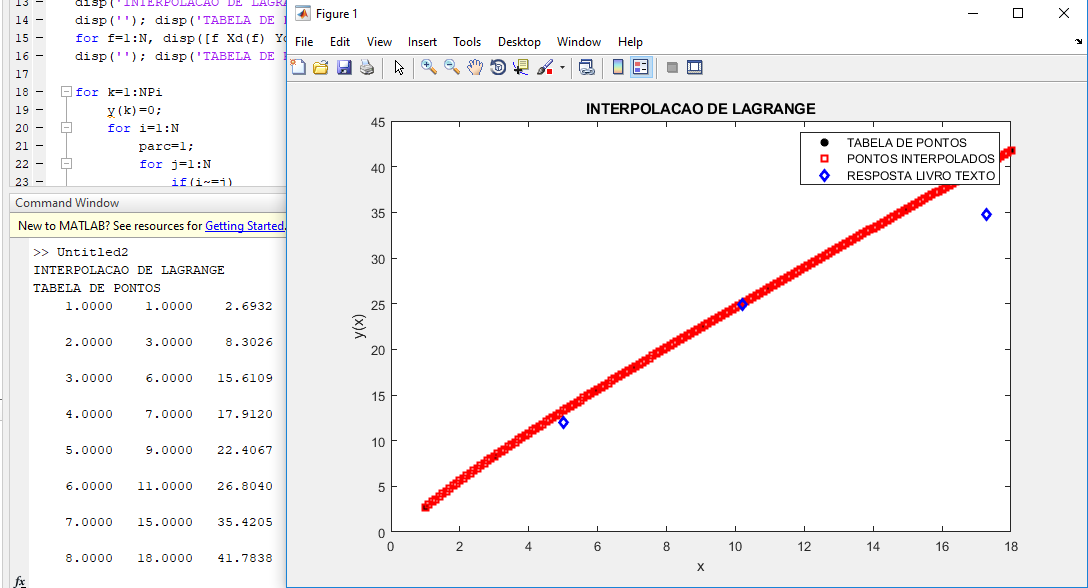 13
disp('INTERPOLACAO DE LAGRA
14
disp(''); disp('TABELA DE
15
for f=1:N, disp([f Xd(f) Yd
16
disp(''); disp('TABELA DE
17
18
for k=1:NPi
19
y(k)=0;
20
for i=1:N
21
parc=1;
22
for j=1:N
23
if(i~=j)
Command Window
New to MATLAB? See resources for Getting Started.
>> Untitled2
INTERPOLACAO DE LAGRANGE
TABELA DE PONTOS
1.0000 1.0000 2.6932
2.0000 3.0000 8.3026
3.0000 6.0000 15.6109
4.0000 7.0000 17.9120
5.0000 9.0000 22.4067
6.0000 11.0000 26.8040
7.0000 15.0000 35.4205
8.0000 18.0000 41.7838
fx
Figure 1
File Edit View Insert Tools Desktop Window Help
INTERPOLACAO DE LAGRANGE
TABELA DE PONTOS
PONTOS INTERPOLADOS
RESPOSTA LIVRO TEXTO
45
40
35
30
25
20
15
10
5
0
y(x)
0 2 4 6 8 10 12 14 16 18
x